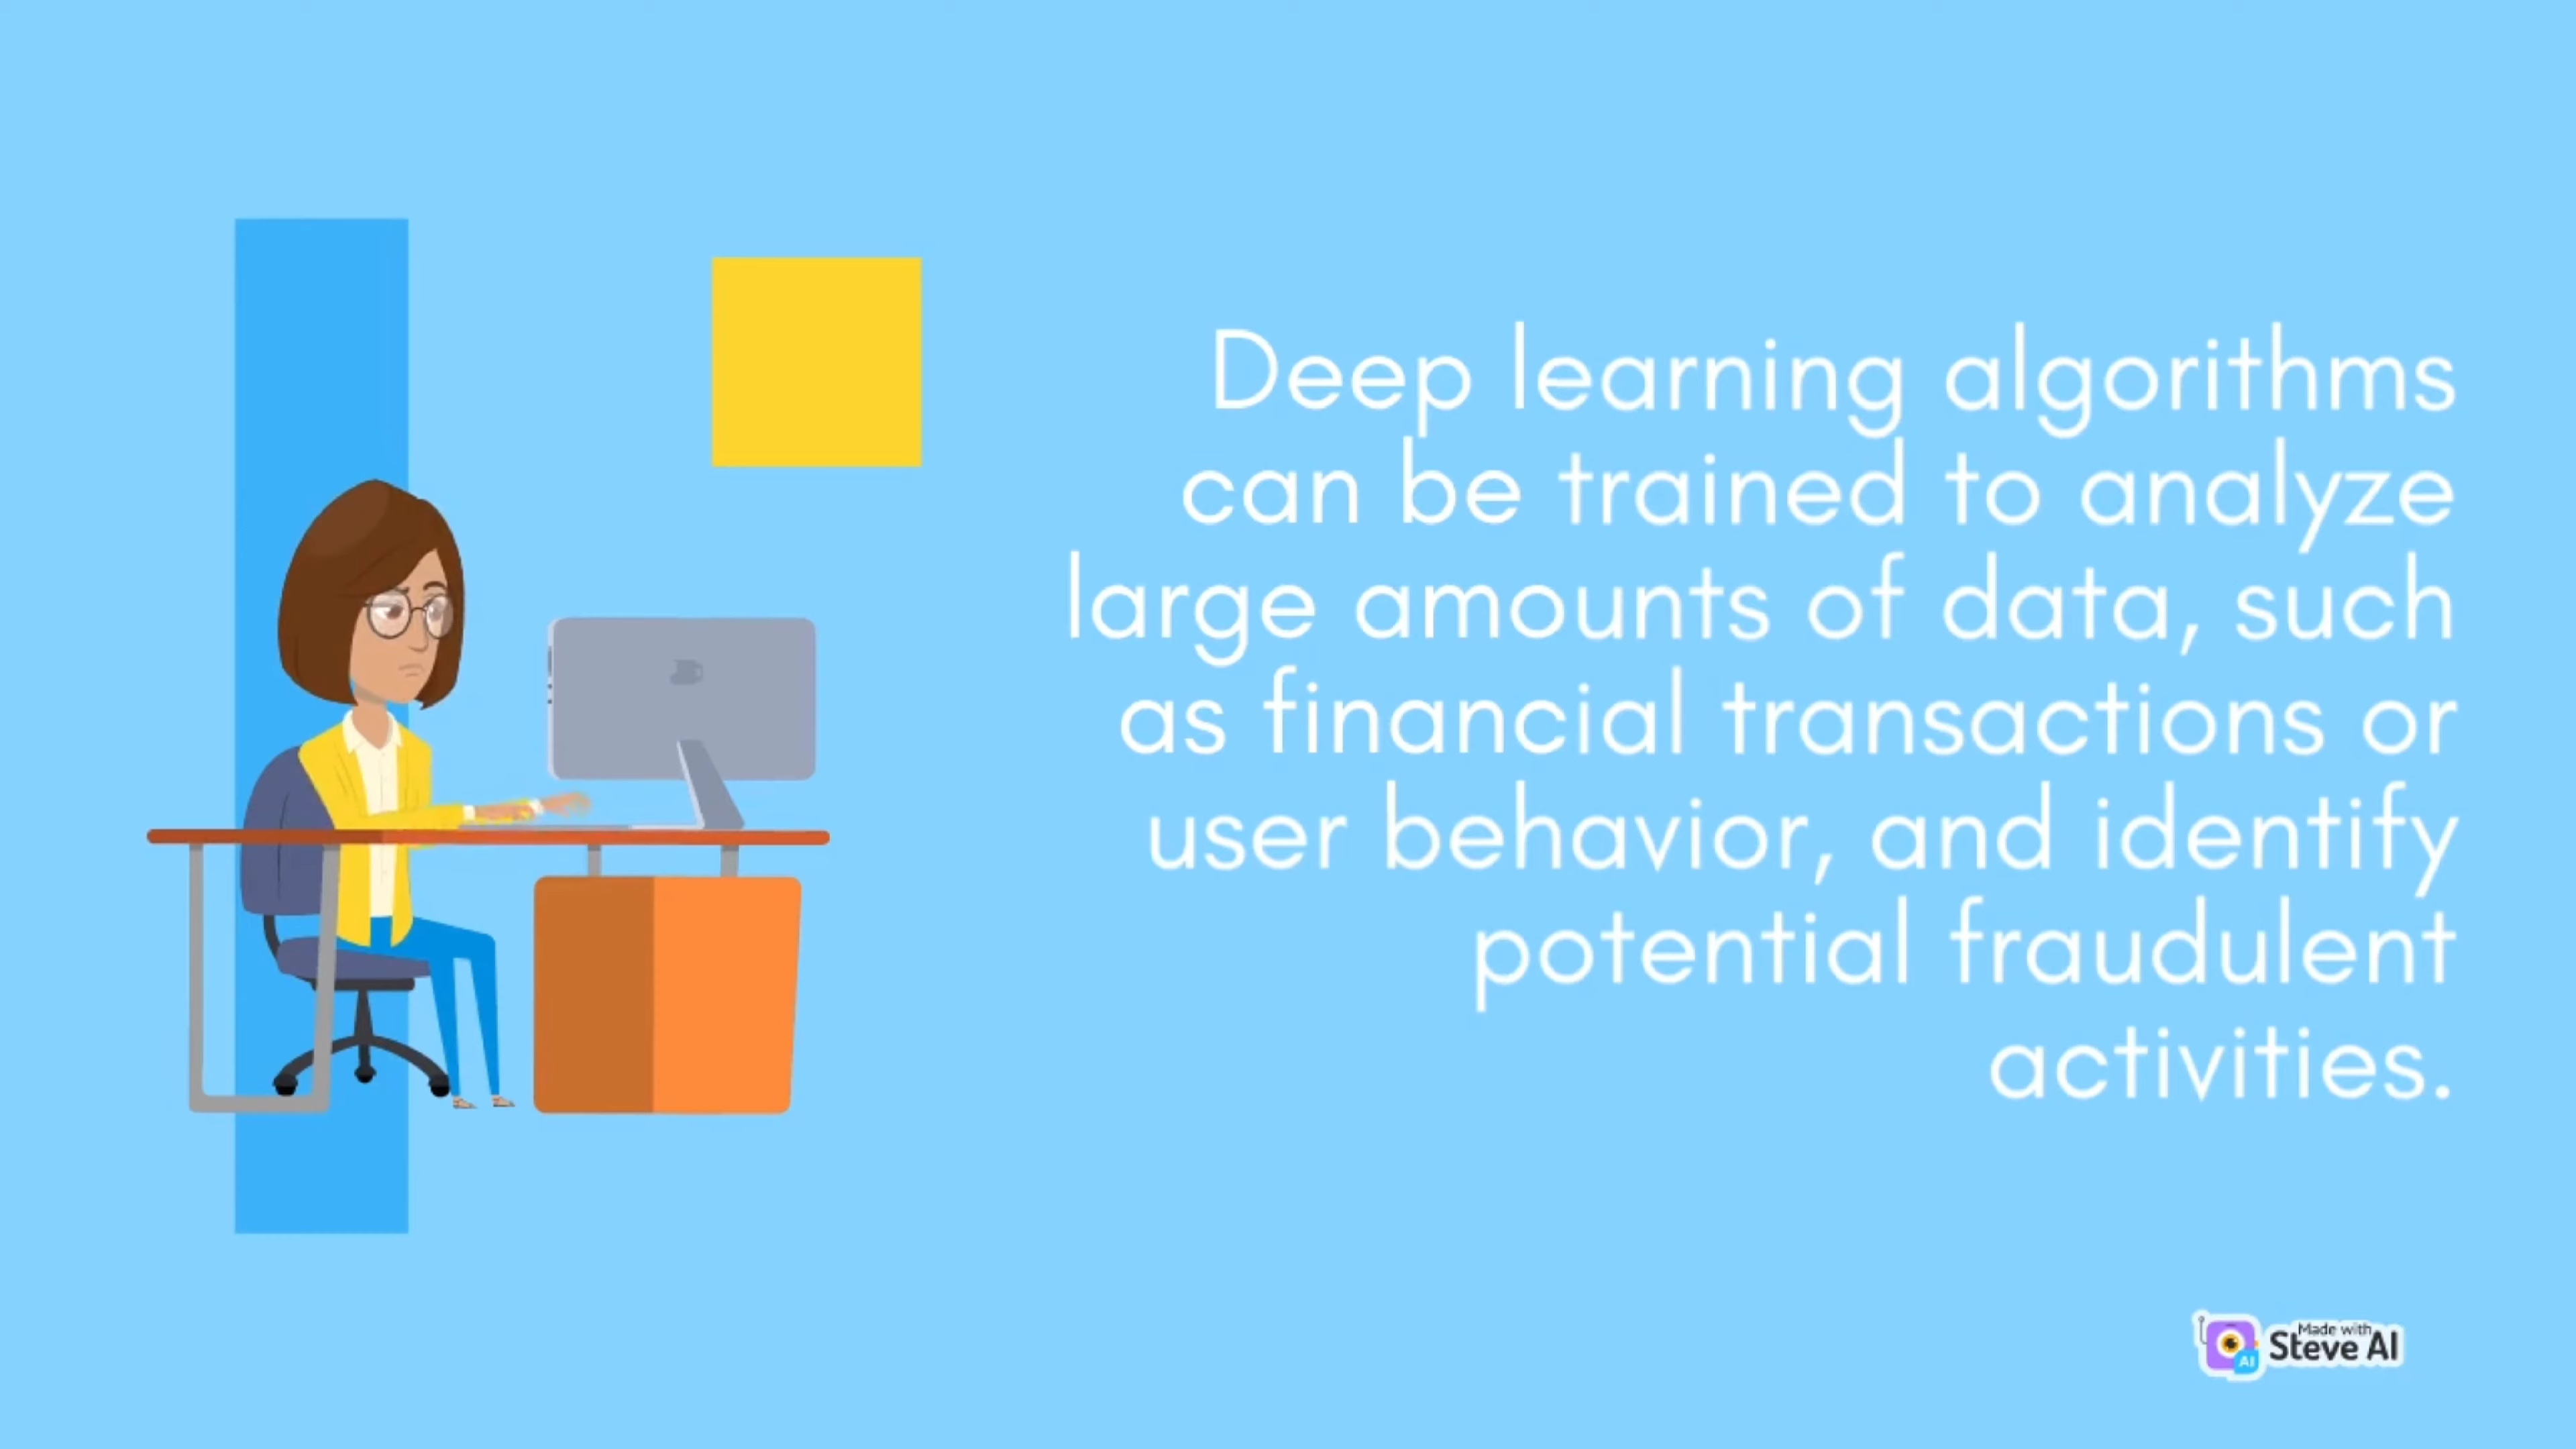 Deep learning algorithms
can be trained to analyze
large amounts of data, such
as financial transactions or
user behavior, and identify
potential fraudulent
activities.
Made with
Steve AI
AI